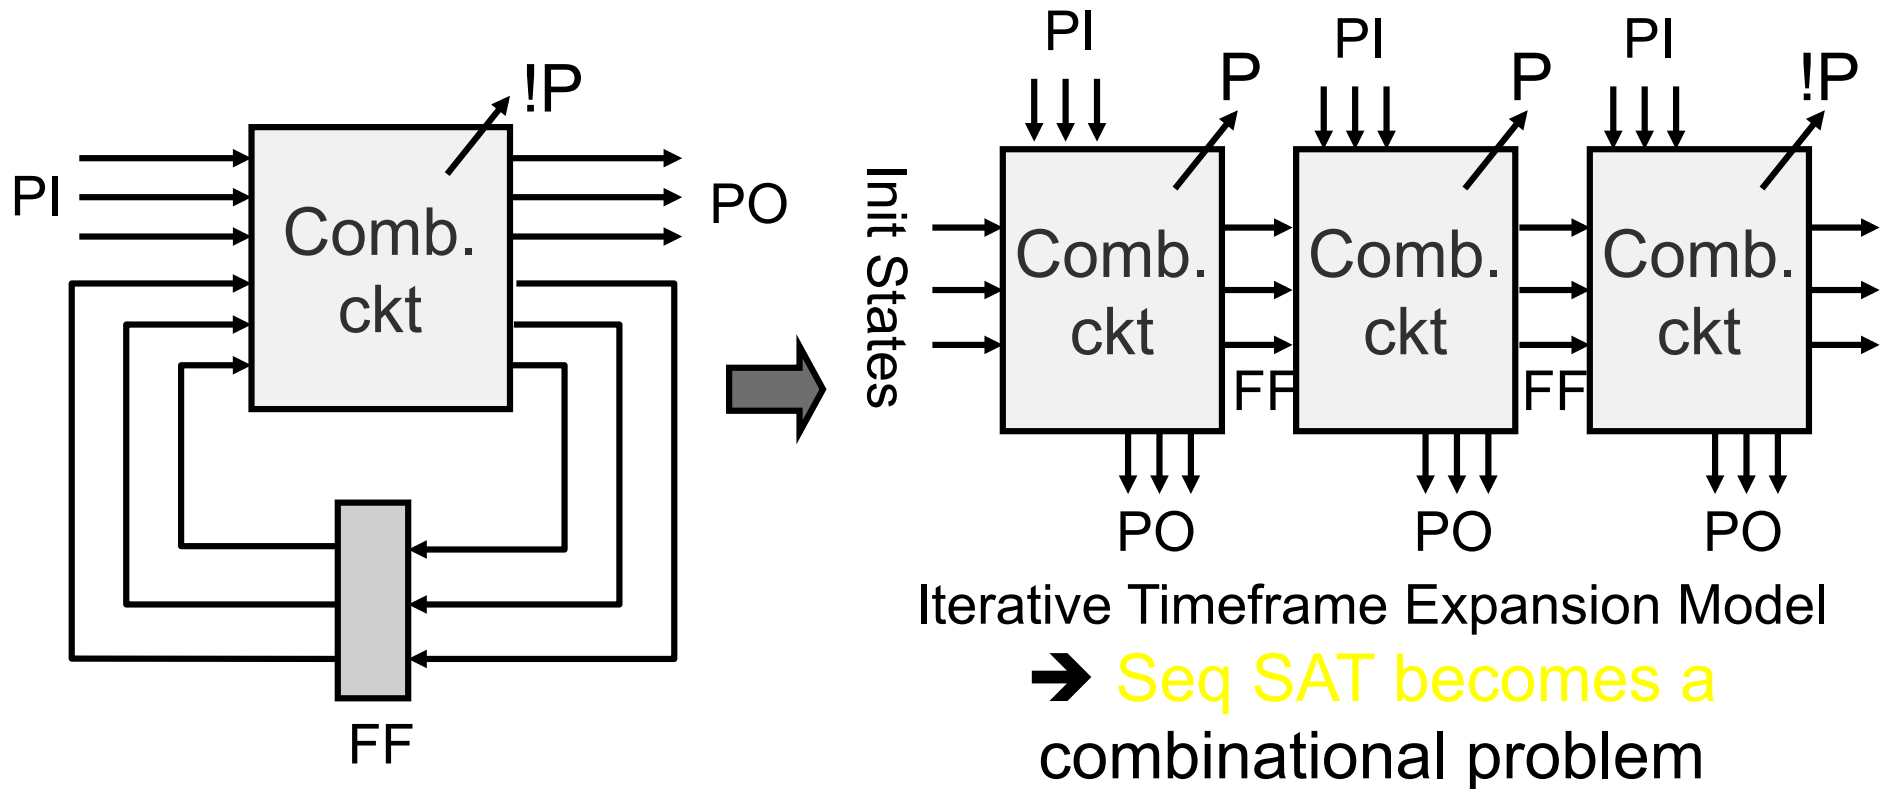 !P
PI
Comb.
ckt
PO
FF
PI
P
PI
P
PI
!P
Init States
Comb.
ckt
Comb.
ckt
Comb.
ckt
FF
FF
PO
PO
PO
Iterative Timeframe Expansion Model
➔ Seq SAT becomes a
combinational problem